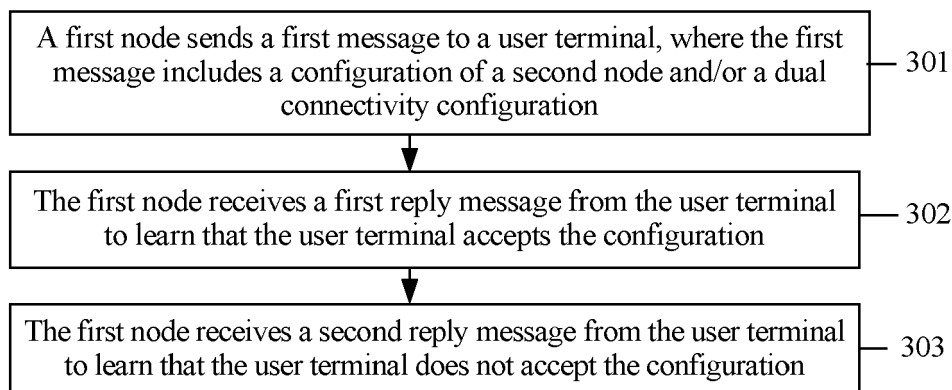 A first node sends a first message to a user terminal, where the first
message includes a configuration of a second node and/or a dual
connectivity configuration
301
The first node receives a first reply message from the user terminal
to learn that the user terminal accepts the configuration
302
The first node receives a second reply message from the user terminal
to learn that the user terminal does not accept the configuration
303